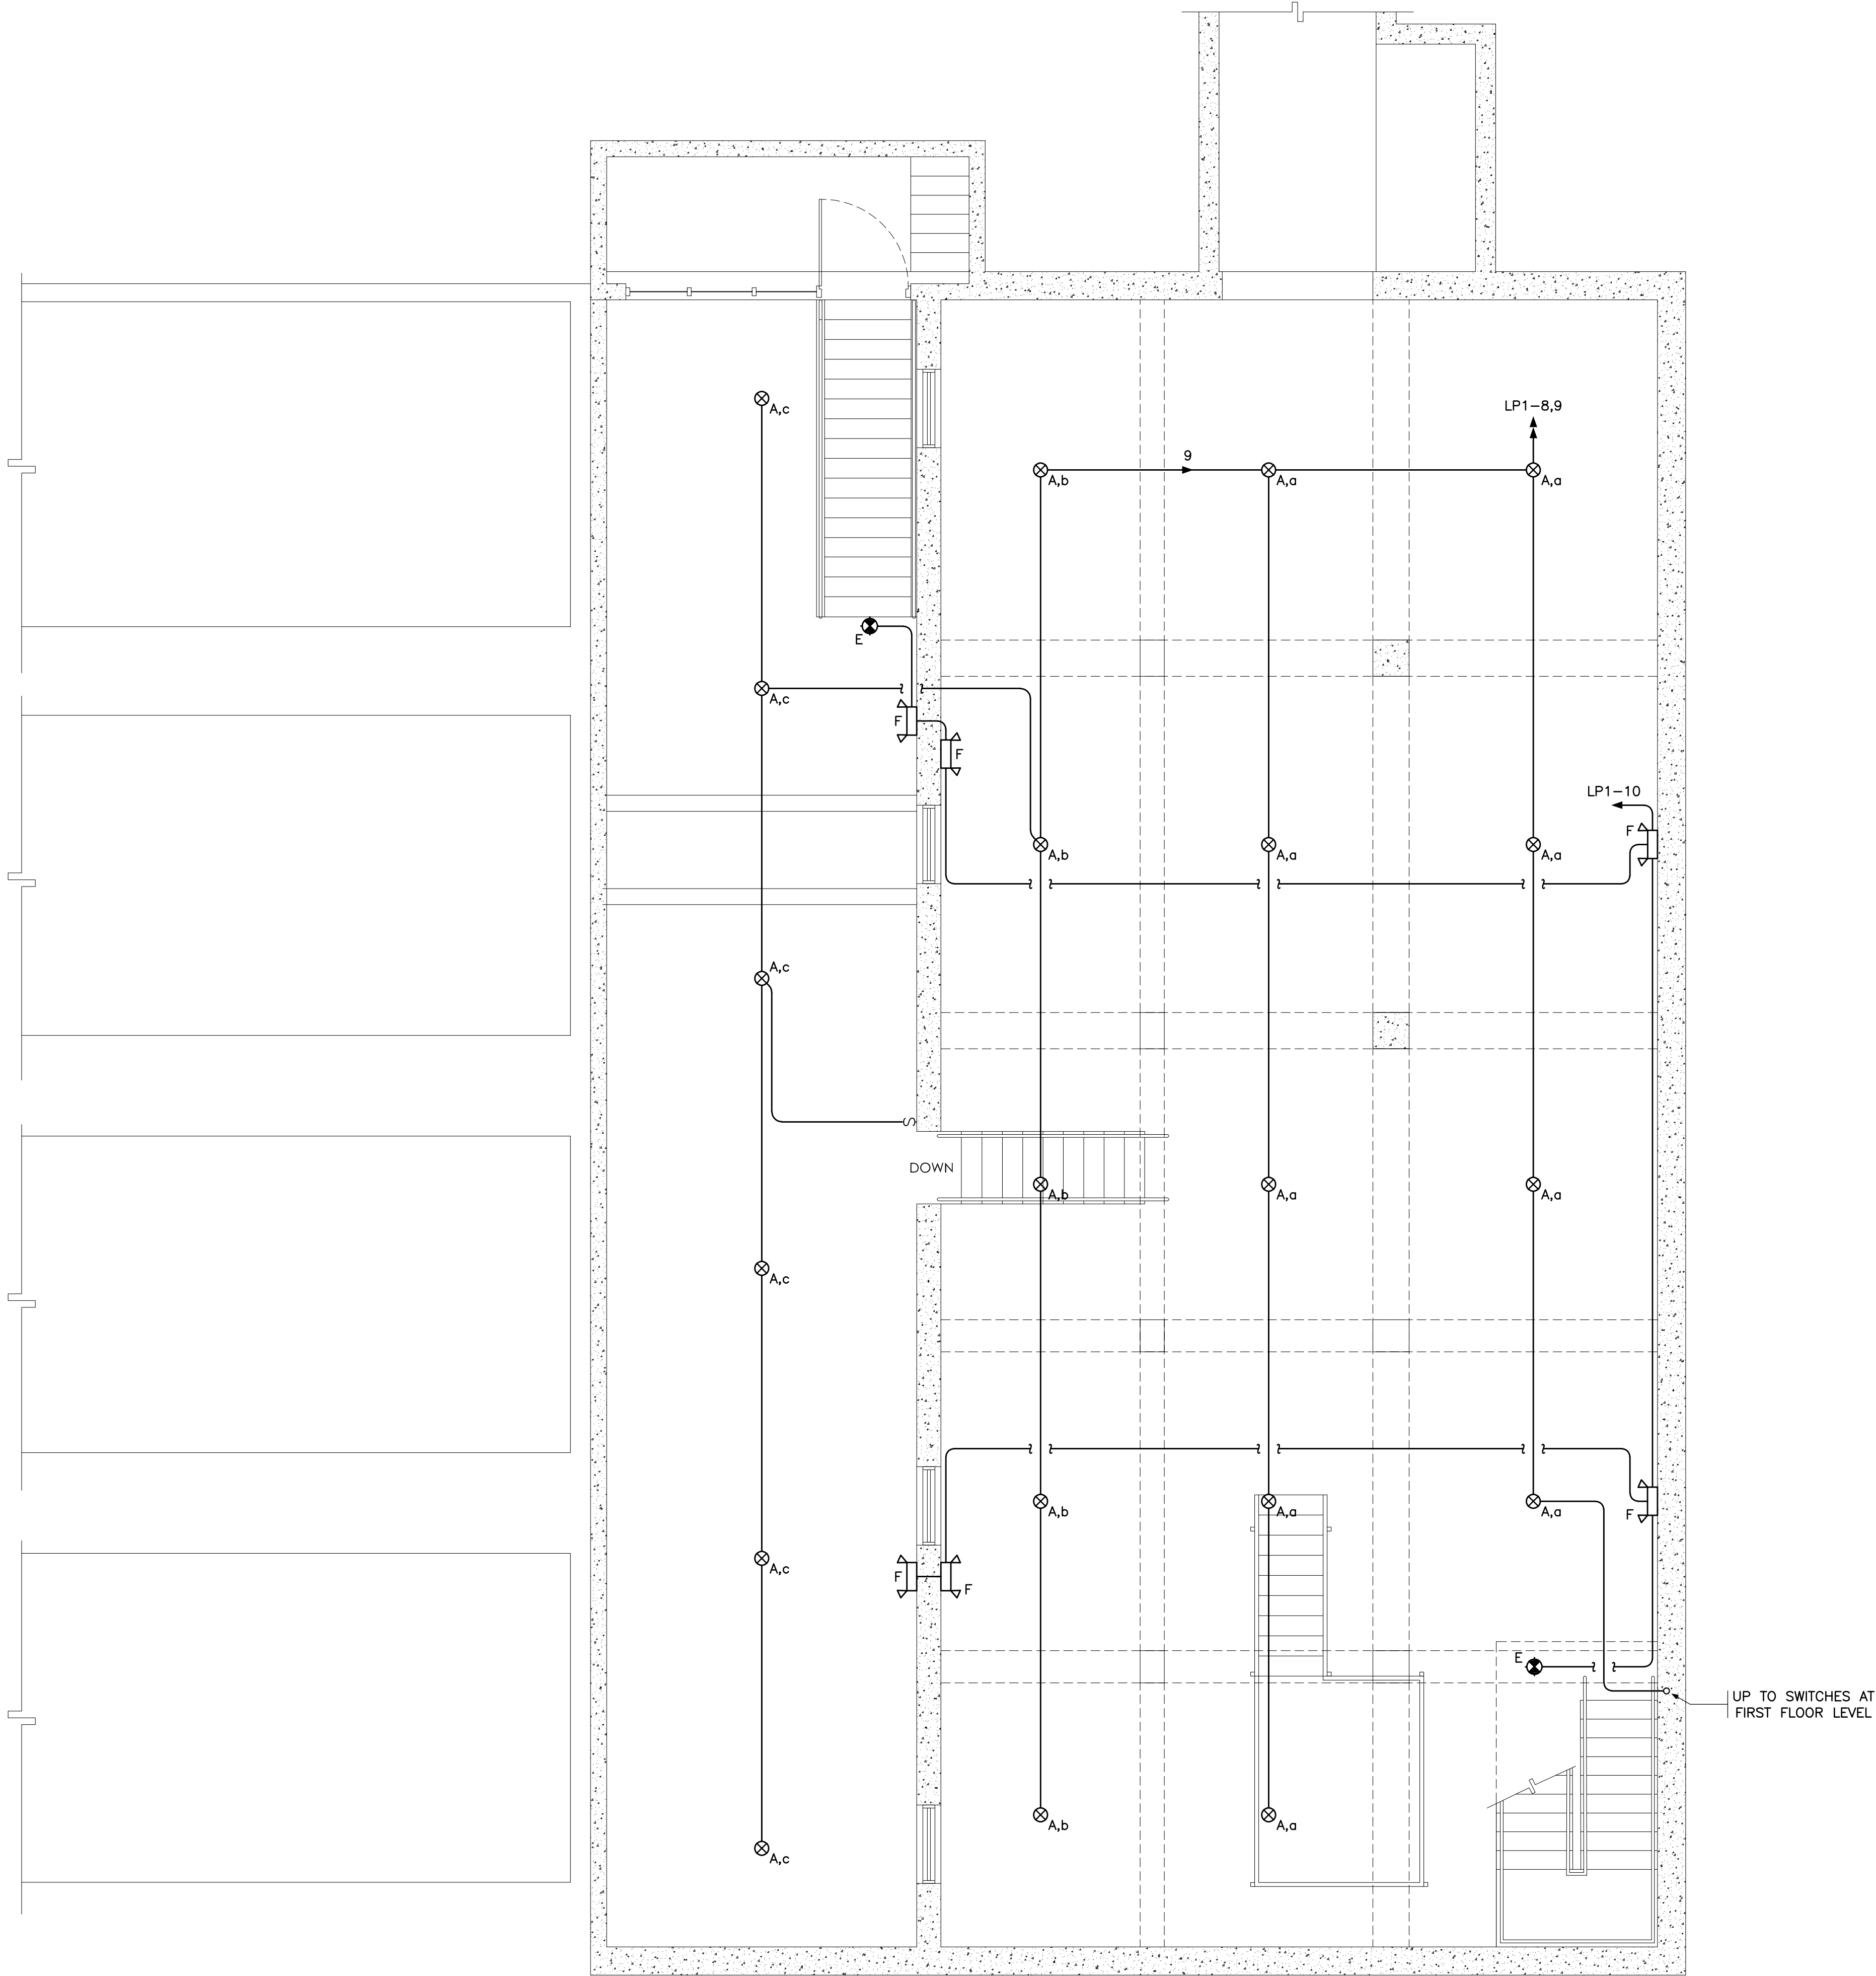 A,c
LP1-8,9
9
A,b
A,a
A,a
E
A,c
F
F
LP1-10
F
A,b
A,a
A,a
A,c
DOWN
A,b
A,a
A,a
A,c
A,b
A,a
A,a
F
A,c
F
F
E
UP TO SWITCHES AT
FIRST FLOOR LEVEL
A,b
A,a
A,c